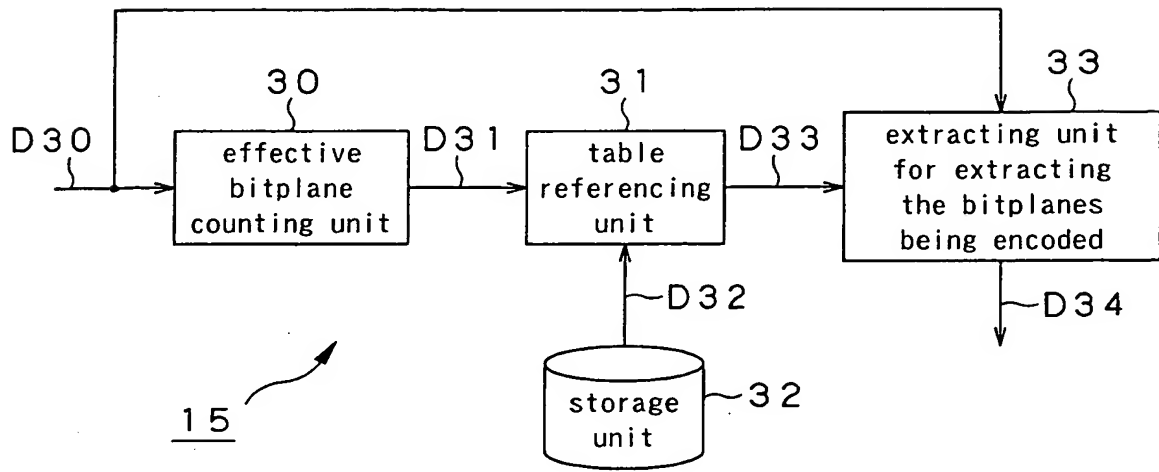 30
31
33
D30
effective
bitplane
counting unit
D31
table
referencing
unit
D33
extracting unit
for extracting
the bitplanes
being encoded
D32
D34
storage
unit
32
15